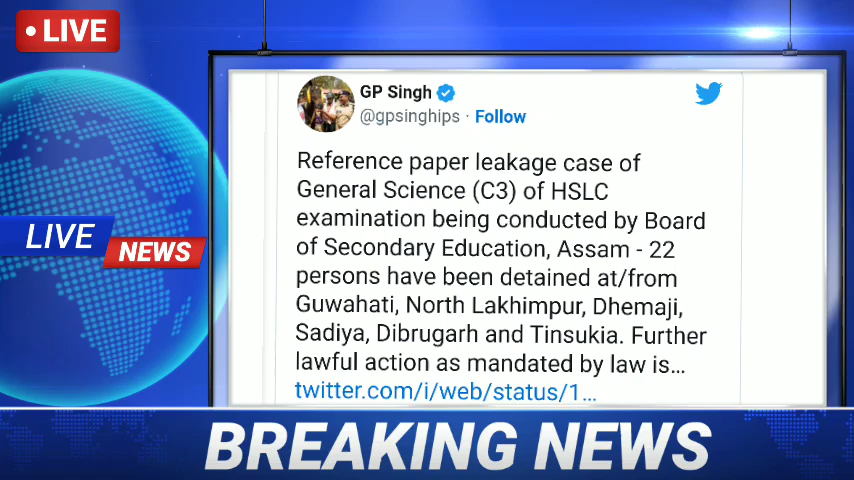 • LIVE
GP Singh
@gpsinghips · Follow
Reference paper leakage case of
General Science (C3) of HSLC
examination being conducted by Board
of Secondary Education, Assam - 22
persons have been detained at/from
Guwahati, North Lakhimpur, Dhemaji,
Sadiya, Dibrugarh and Tinsukia. Further
lawful action as mandated by law is...
twitter.com/i/web/status/1...
LIVE
NEWS
BREAKING NEWS